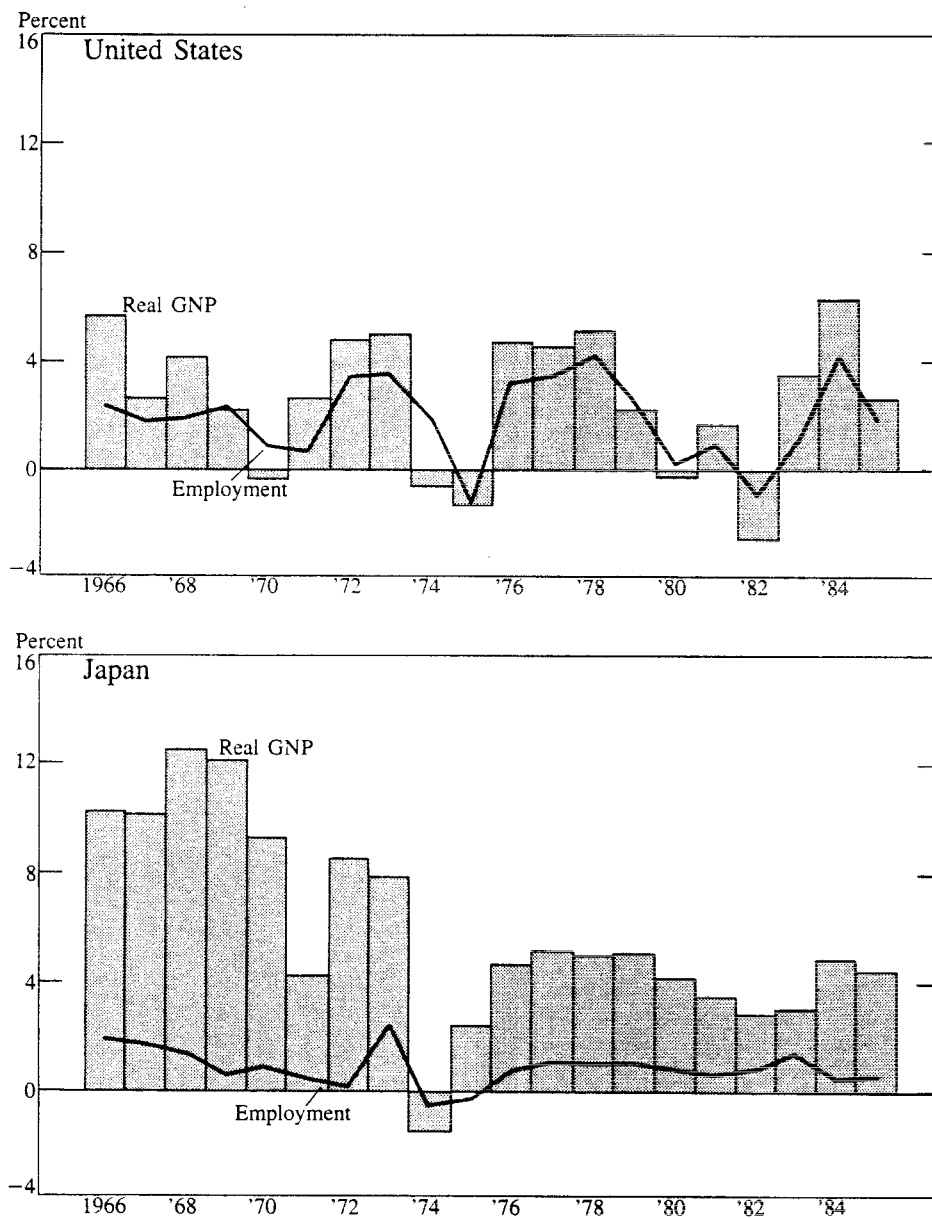 Percent
16
United States
12
8
Real GNP
4
0
Employment
−4
1966 '68 '70 '72 '74 '76 '78 '80 '82 '84
Percent
16
Japan
Real GNP
12
8
4
0
Employment
−4
1966 '68 '70 '72 '74 '76 '78 '80 '82 '84